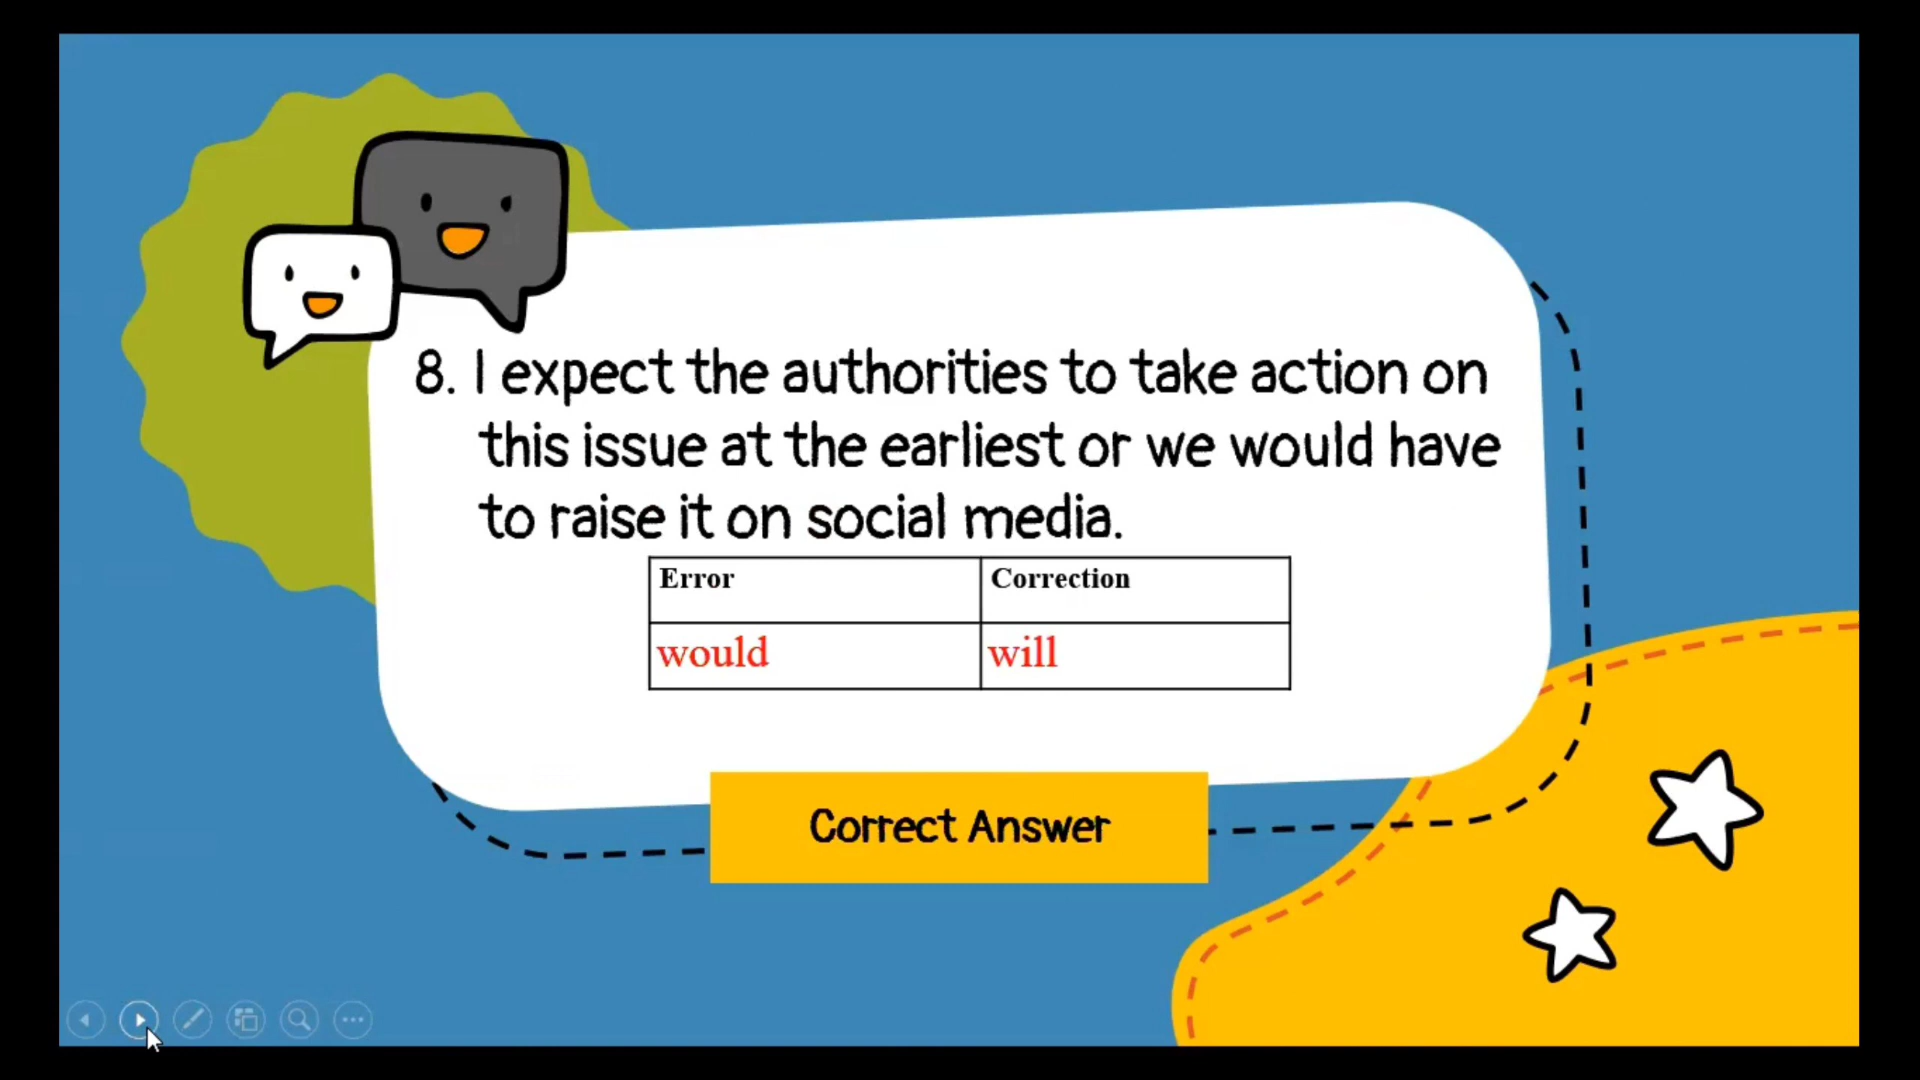 8. I expect the authorities to take action on
this issue at the earliest or we would have
to raise it on social media.
Error Correction
would will
Correct Answer